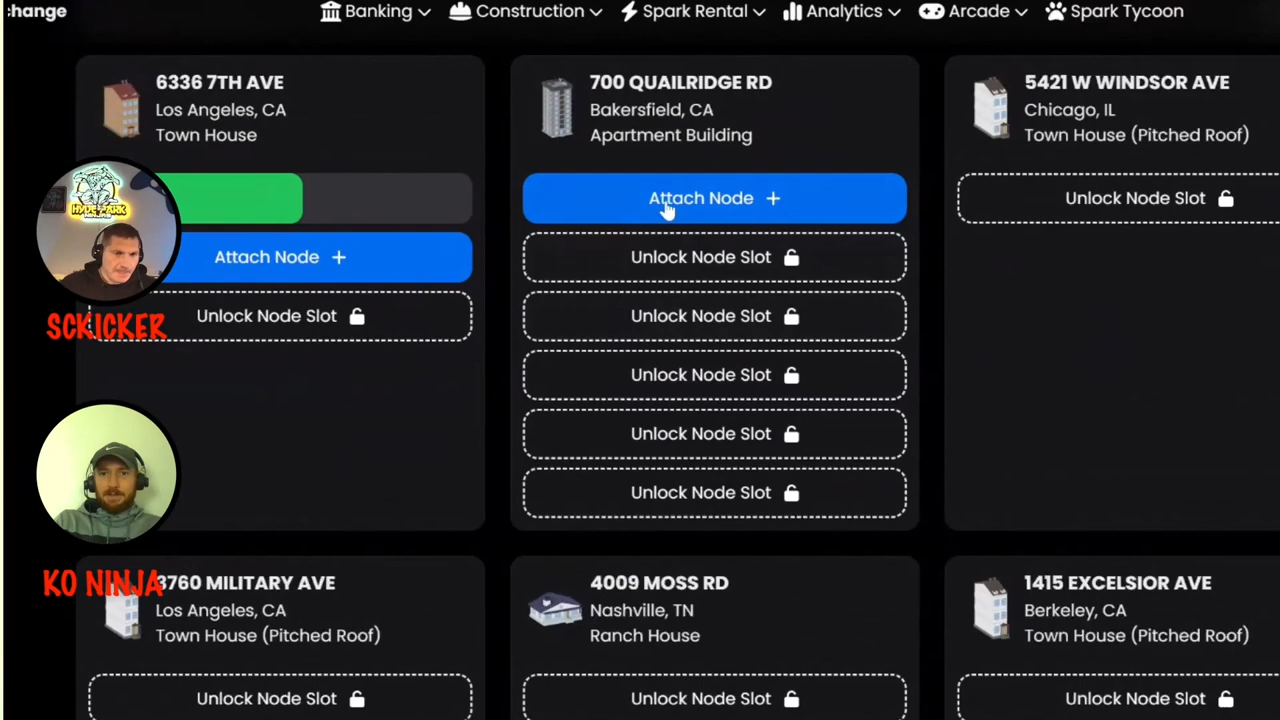 change
Banking
Construction
Spark Rental
Analytics
Arcade
Spark Tycoon
6336 7TH AVE
Los Angeles, CA
Town House
Attach Node +
Unlock Node Slot
700 QUAILRIDGE RD
Bakersfield, CA
Apartment Building
Attach Node +
Unlock Node Slot
Unlock Node Slot
Unlock Node Slot
Unlock Node Slot
Unlock Node Slot
5421 W WINDSOR AVE
Chicago, IL
Town House (Pitched Roof)
Unlock Node Slot
HYDE PARK
SCKICKER
KO NINJA
3760 MILITARY AVE
Los Angeles, CA
Town House (Pitched Roof)
Unlock Node Slot
4009 MOSS RD
Nashville, TN
Ranch House
Unlock Node Slot
1415 EXCELSIOR AVE
Berkeley, CA
Town House (Pitched Roof)
Unlock Node Slot